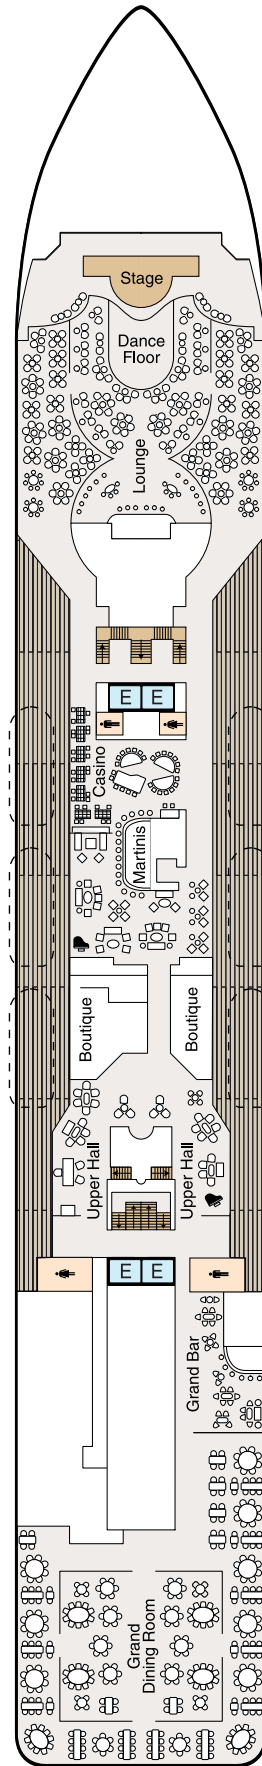 Stage
Dance
Floor
Lounge
E E
Casino
Martinis
Boutique
Boutique
Upper Hall
Upper Hall
E E
Grand Bar
Grand
Dining Room